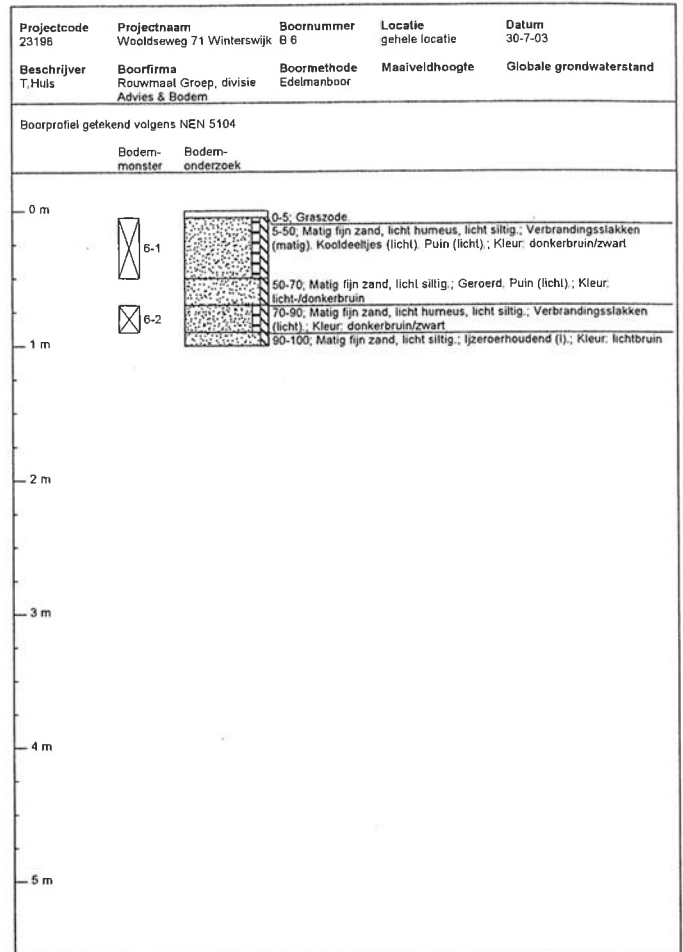 Projectcode Projectnaam Boornummer Locatie Datum
23198 Wooldseweg 71 Winterswijk B 6 gehele locatie 30-7-03
Beschrijver Boorfirma Boormethode Maaiveldhoogte Globale grondwaterstand
T.Huls Rouwmaat Groep, divisie Edelmanboor
Advies & Bodem
Boorprofiel getekend volgens NEN 5104
Bodem- Bodem-
monster onderzoek
0 m
0-5; Graszode
5-50; Matig fijn zand, licht humeus, licht siltig.; Verbrandingsslakken
(matig). Kooldeeltjes (licht). Puin (licht).; Kleur: donkerbruin/zwart
6-1
50-70; Matig fijn zand, licht siltig.; Geroerd, Puin (licht).; Kleur:
licht-/donkerbruin
70-90; Matig fijn zand, licht humeus, licht siltig.; Verbrandingsslakken
6-2
(licht).; Kleur: donkerbruin/zwart
90-100; Matig fijn zand, licht siltig.; Ijzeroerhoudend (l).; Kleur: lichtbruin
1 m
2 m
3 m
4 m
5 m